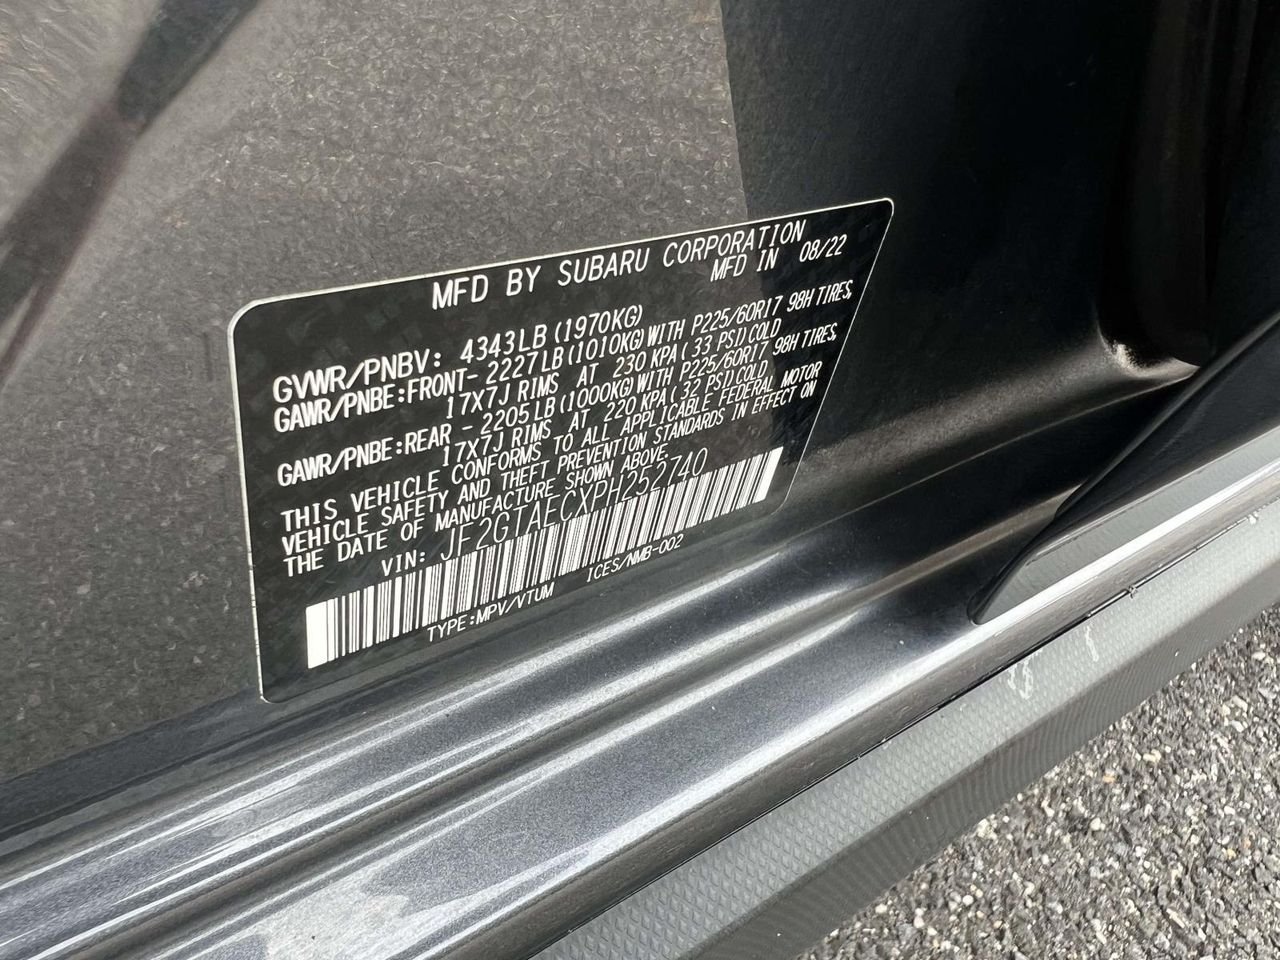 MFD BY SUBARU CORPORATION
MFD IN 08/22
GVWR/PNBV: 4343LB(1970KG)
GAWR/PNBE:FRONT-2227LB(1010KG)WITH P225/60R17 98H TIRES,
17X7J RIMS AT 230 KPA(33 PSI)COLD
GAWR/PNBE:REAR -2205LB(1000KG)WITH P225/60R17 98H TIRES,
17X7J RIMS AT 220 KPA(32 PSI)COLD
THIS VEHICLE CONFORMS TO ALL APPLICABLE FEDERAL MOTOR
VEHICLE SAFETY AND THEFT PREVENTION STANDARDS IN EFFECT ON
THE DATE OF MANUFACTURE SHOWN ABOVE.
VIN: JF2GTAECXPH252740
TYPE:MPV/VTUM ICES/NMB-002